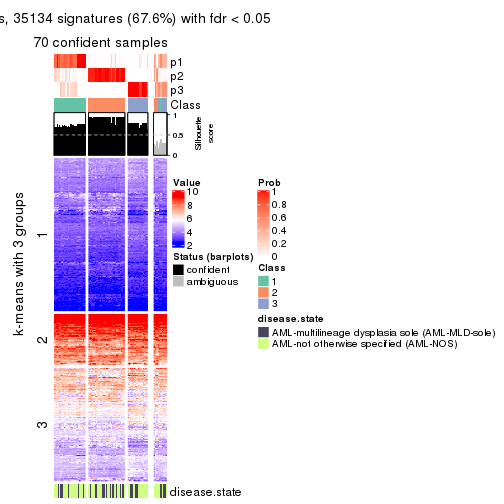 s, 35134 signatures (67.6%) with fdr < 0.05
70 confident samples
p1
p2
p3
Class
1
0.5
0
Silhouette
score
k-means with 3 groups
1
2
3
Value
10
8
6
4
2
Status (barplots)
confident
ambiguous
Prob
1
0.8
0.6
0.4
0.2
0
Class
1
2
3
disease.state
AML-multilineage dysplasia sole (AML-MLD-sole)
AML-not otherwise specified (AML-NOS)
disease.state